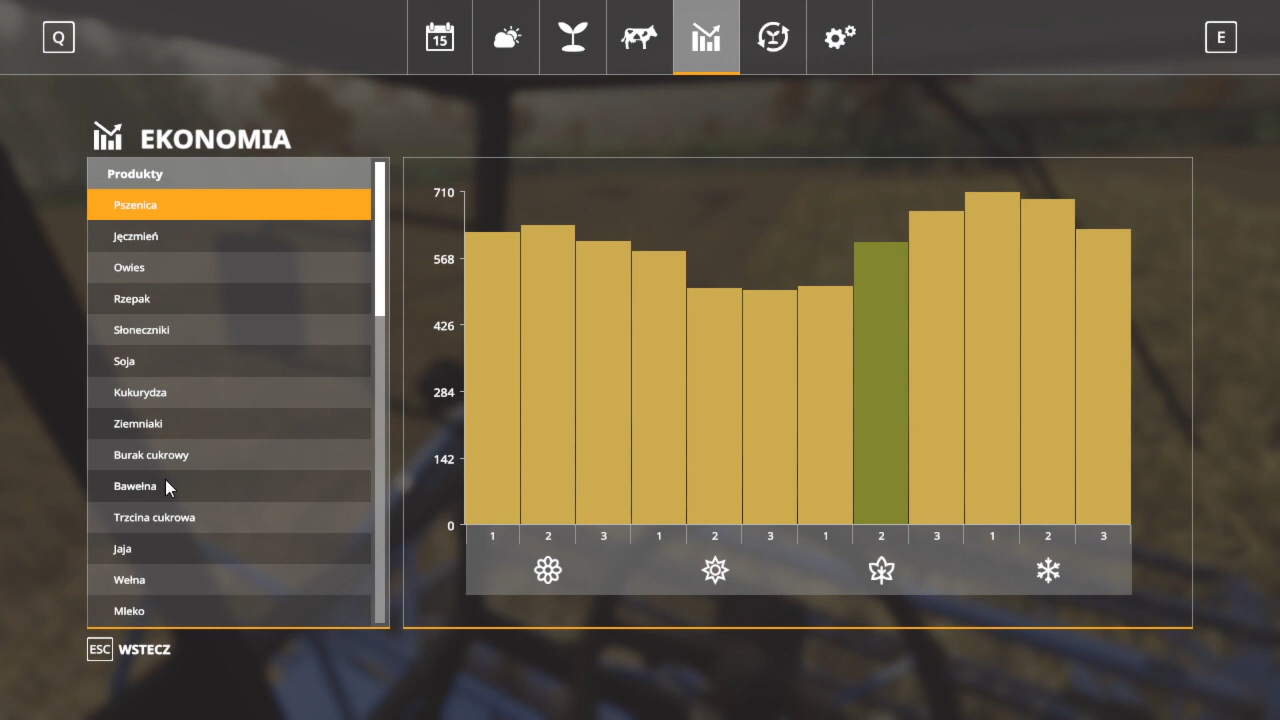 Q
15
E
EKONOMIA
Produkty
Pszenica
Jęczmień
Owies
Rzepak
Słoneczniki
Soja
Kukurydza
Ziemniaki
Burak cukrowy
Bawełna
Trzcina cukrowa
Jaja
Wełna
Mleko
710
568
426
284
142
0
1 2 3 1 2 3 1 2 3 1 2 3
ESC WSTECZ